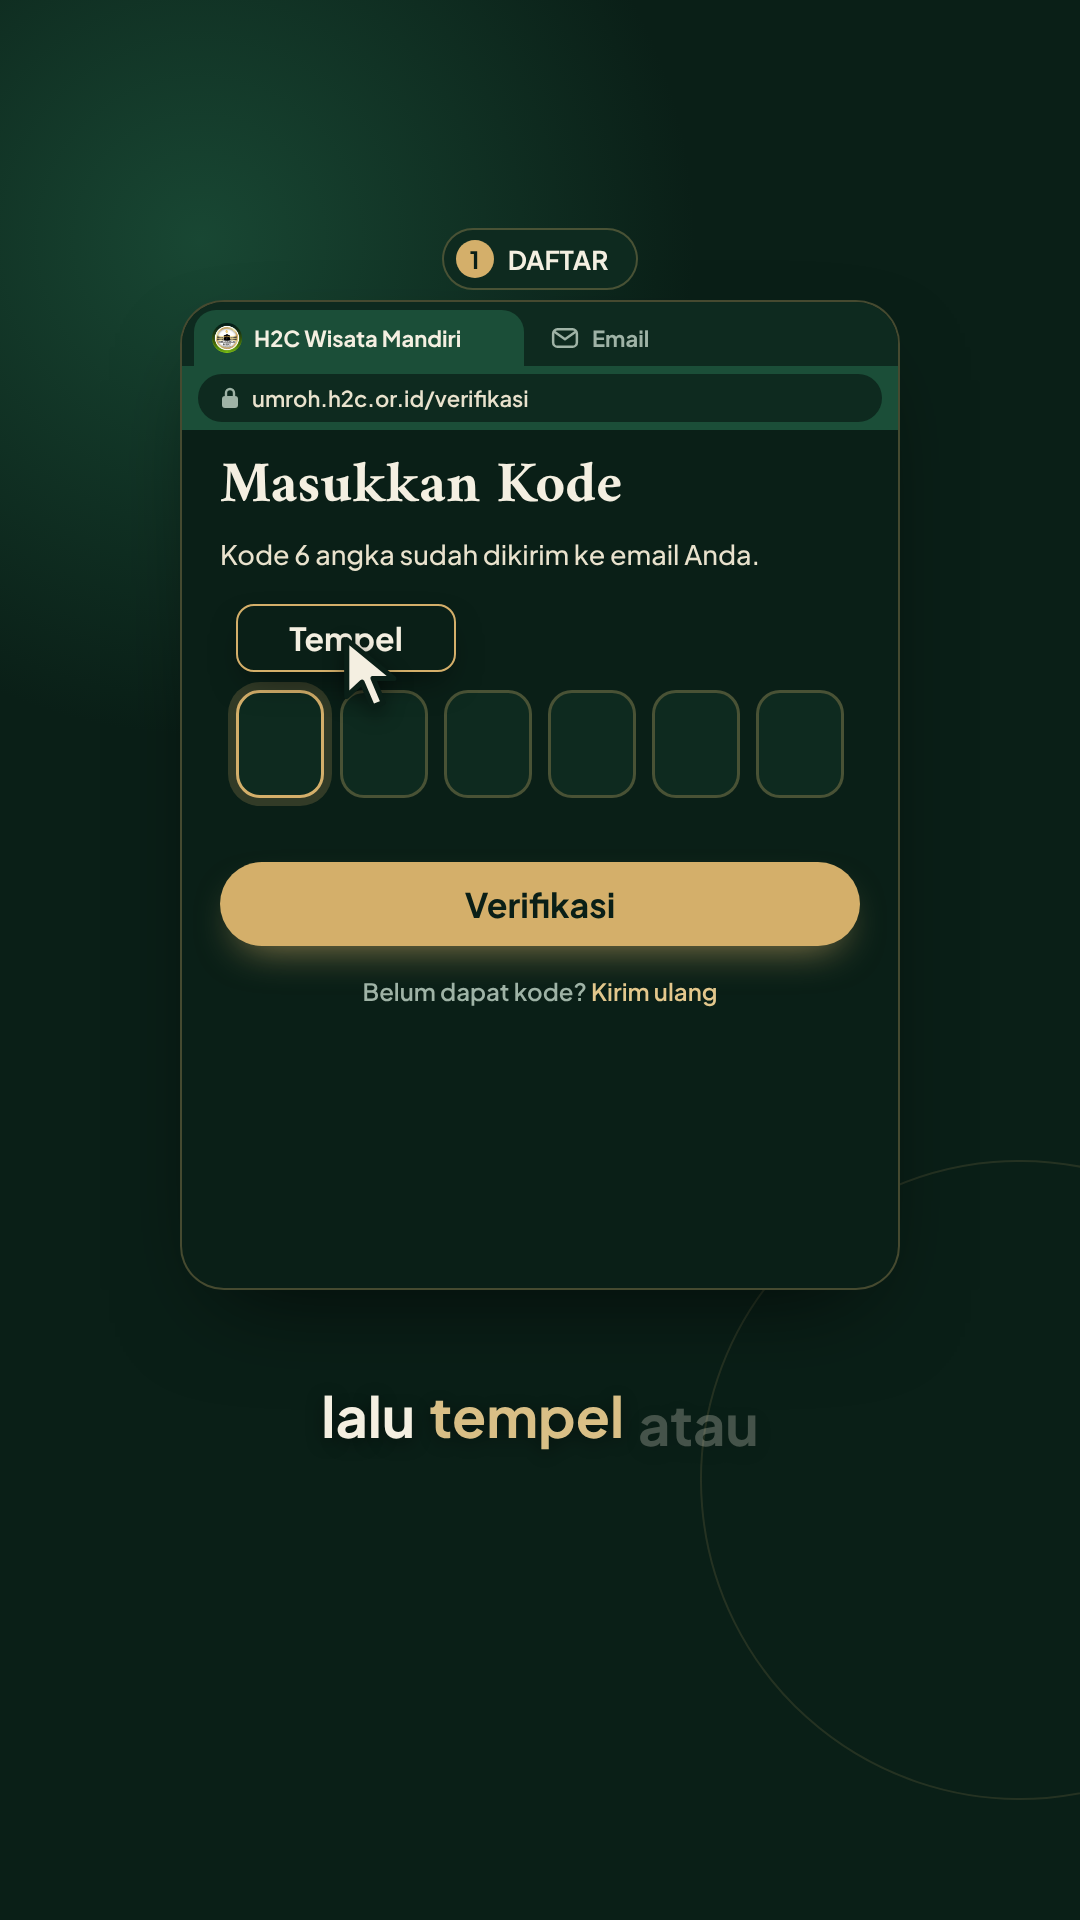 1 DAFTAR
H2C Wisata Mandiri
Email
umroh.h2c.or.id/verifikasi
Masukkan Kode
Kode 6 angka sudah dikirim ke email Anda.
Tempel
Verifikasi
Belum dapat kode? Kirim ulang
lalu tempel atau